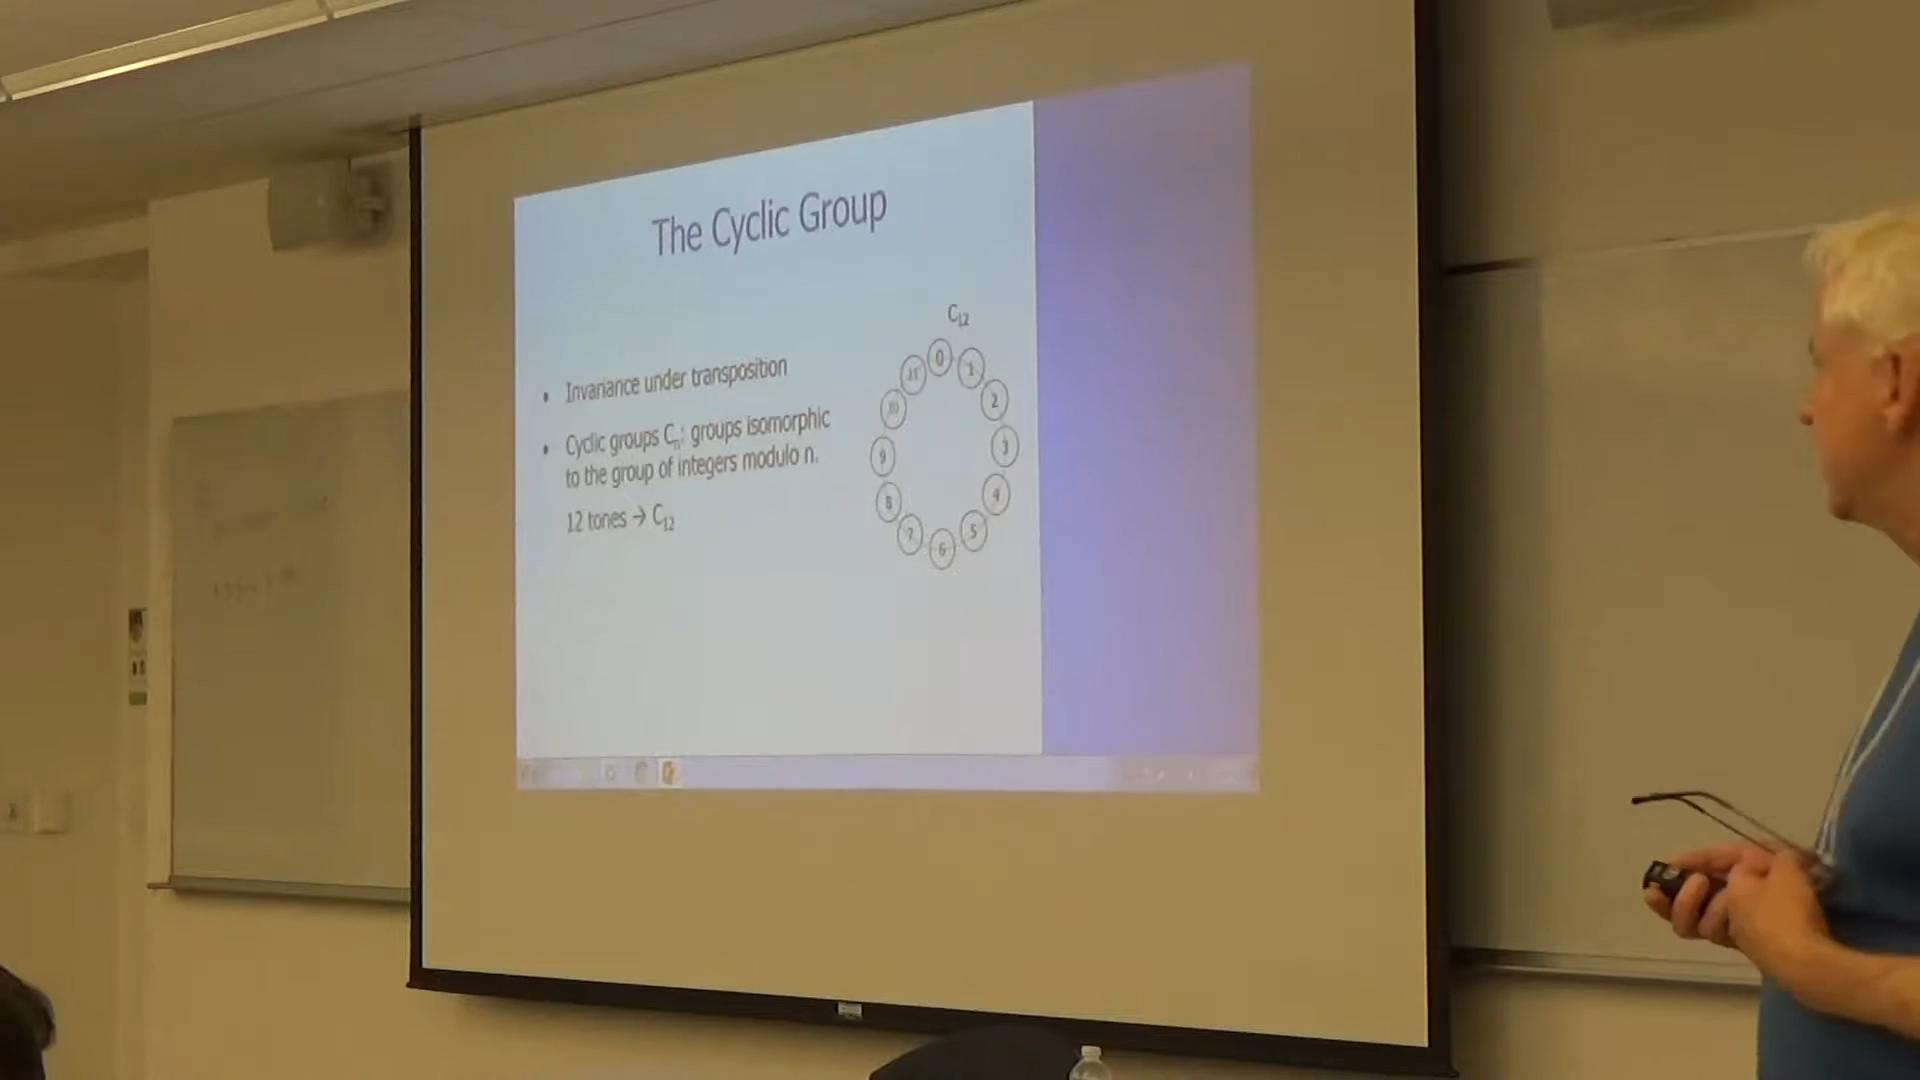 The Cyclic Group
• Invariance under transposition
• Cyclic groups Cₙ: groups isomorphic
to the group of integers modulo n.
12 tones → C₁₂
C₁₂
0
1
2
3
4
5
6
7
8
9
10
11